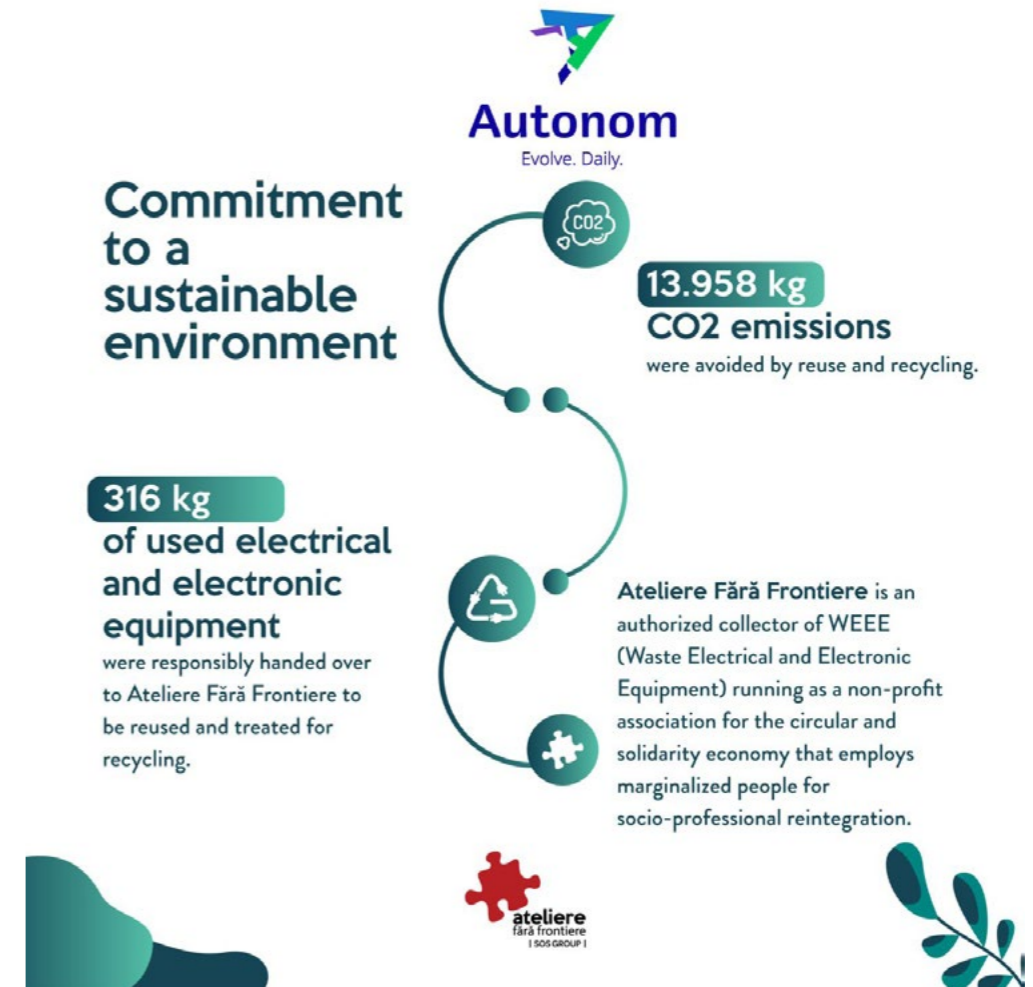 Autonom
Evolve. Daily.
Commitment
to a
sustainable
environment
CO2
13.958 kg
CO2 emissions
were avoided by reuse and recycling.
316 kg
of used electrical
and electronic
equipment
were responsibly handed over
to Ateliere Fără Frontiere to
be reused and treated for
recycling.
Ateliere Fără Frontiere is an
authorized collector of WEEE
(Waste Electrical and Electronic
Equipment) running as a non-profit
association for the circular and
solidarity economy that employs
marginalized people for
socio-professional reintegration.
ateliere
fără frontiere
| SOS GROUP |